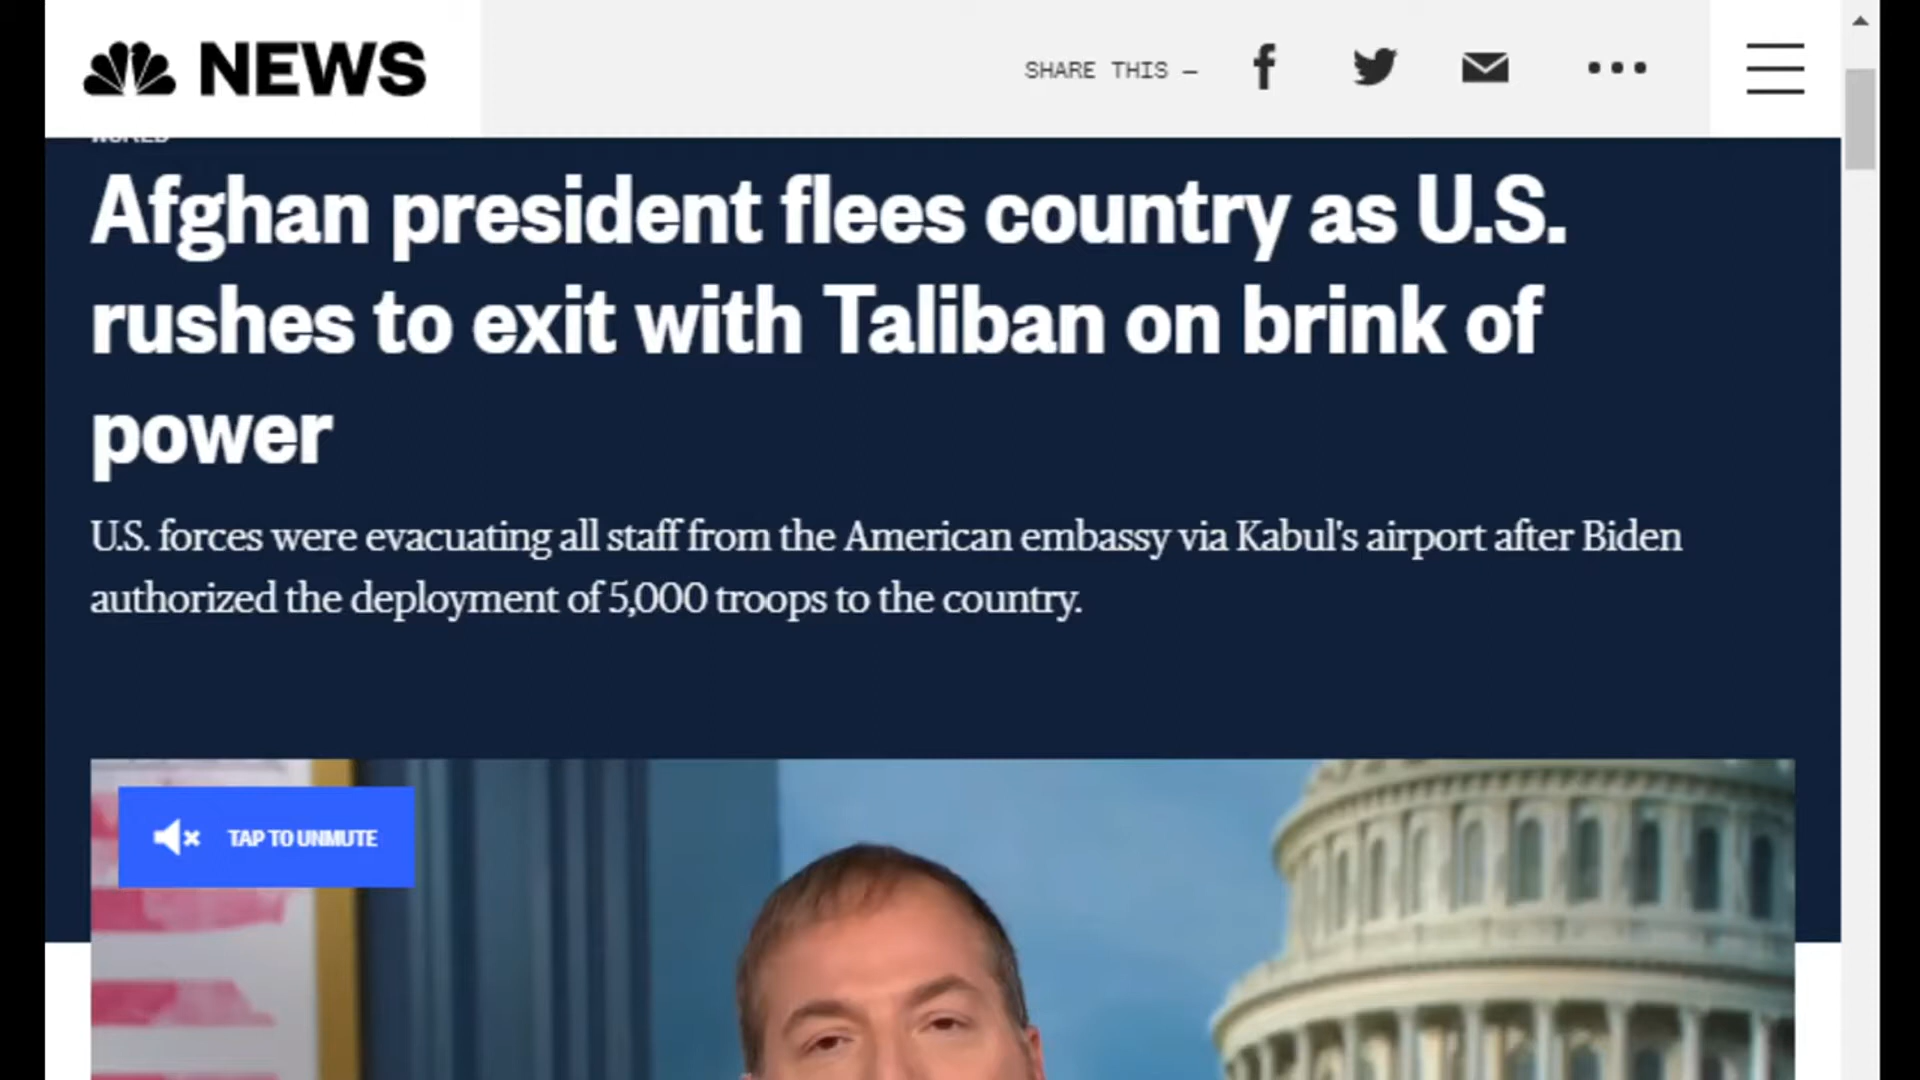 NEWS
SHARE THIS –
WORLD
Afghan president flees country as U.S.
rushes to exit with Taliban on brink of
power
U.S. forces were evacuating all staff from the American embassy via Kabul's airport after Biden
authorized the deployment of 5,000 troops to the country.
TAP TO UNMUTE